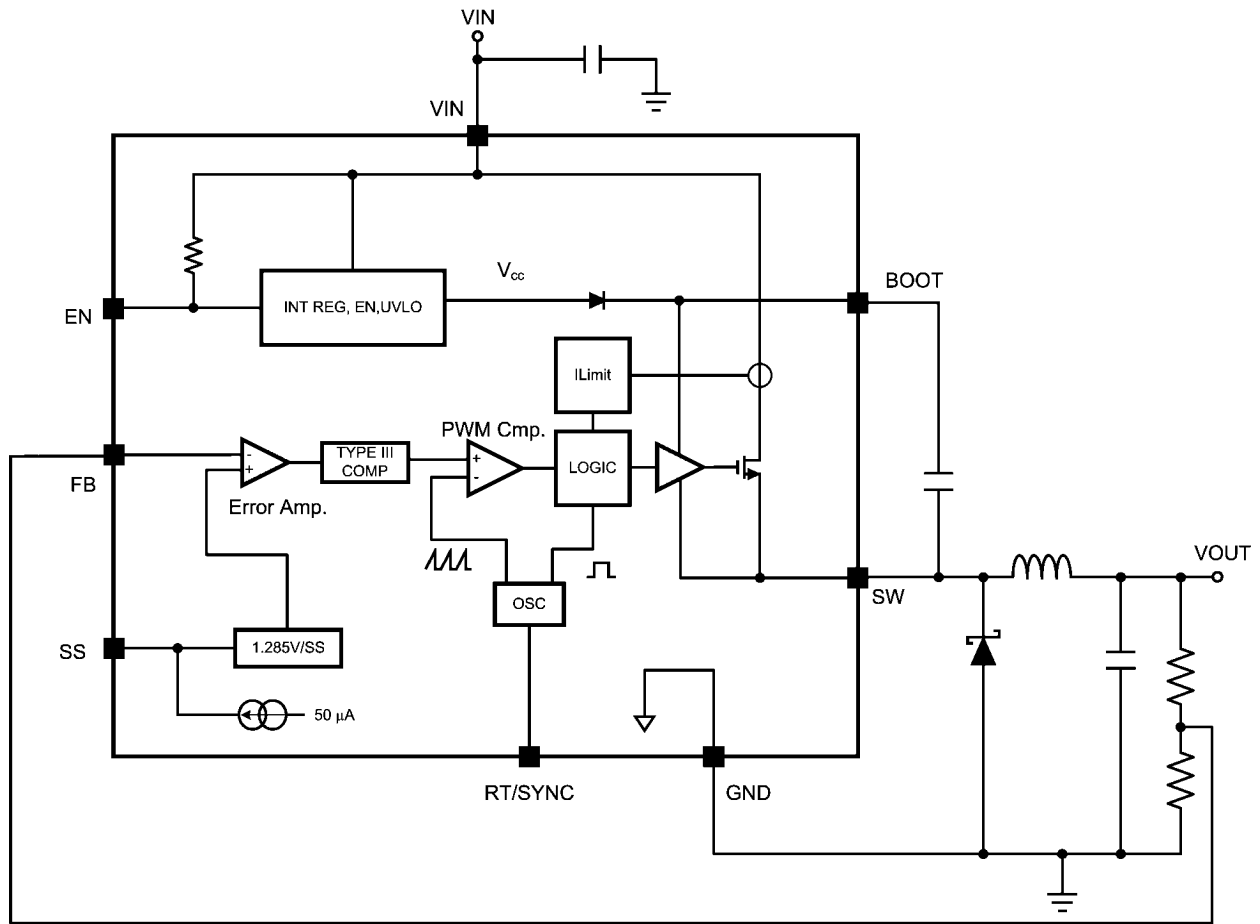 VIN
VIN
V_cc
BOOT
EN
INT REG, EN,UVLO
ILimit
PWM Cmp.
-
+
TYPE III
COMP
+
-
LOGIC
FB
Error Amp.
VOUT
OSC
SW
SS
1.285V/SS
50 μA
RT/SYNC
GND